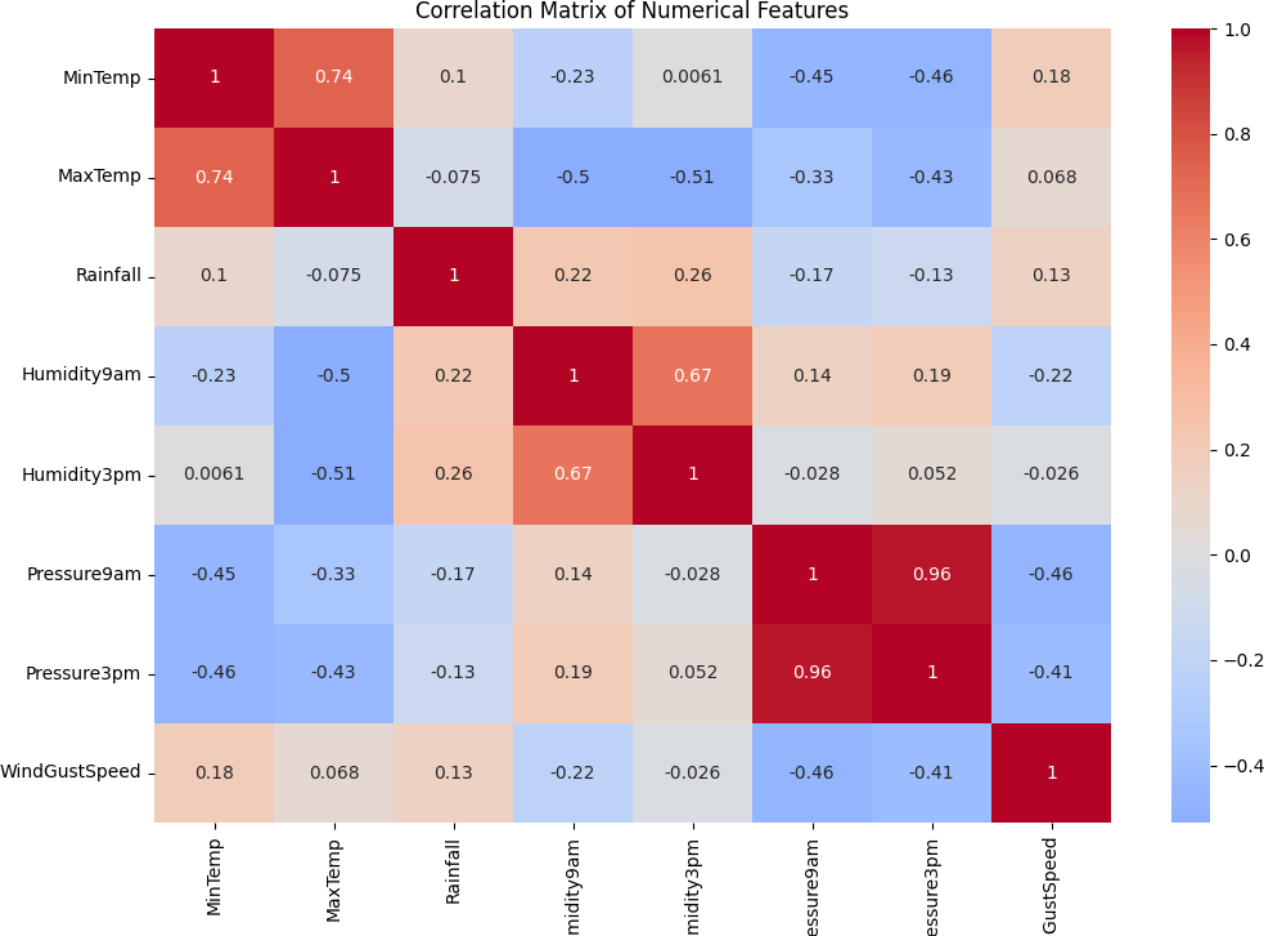 Correlation Matrix of Numerical Features
MinTemp 1 0.74 0.1 -0.23 0.0061 -0.45 -0.46 0.18
MaxTemp 0.74 1 -0.075 -0.5 -0.51 -0.33 -0.43 0.068
Rainfall 0.1 -0.075 1 0.22 0.26 -0.17 -0.13 0.13
Humidity9am -0.23 -0.5 0.22 1 0.67 0.14 0.19 -0.22
Humidity3pm 0.0061 -0.51 0.26 0.67 1 -0.028 0.052 -0.026
Pressure9am -0.45 -0.33 -0.17 0.14 -0.028 1 0.96 -0.46
Pressure3pm -0.46 -0.43 -0.13 0.19 0.052 0.96 1 -0.41
WindGustSpeed 0.18 0.068 0.13 -0.22 -0.026 -0.46 -0.41 1
MinTemp
MaxTemp
Rainfall
midity9am
midity3pm
essure9am
essure3pm
GustSpeed
1.0
0.8
0.6
0.4
0.2
0.0
−0.2
−0.4